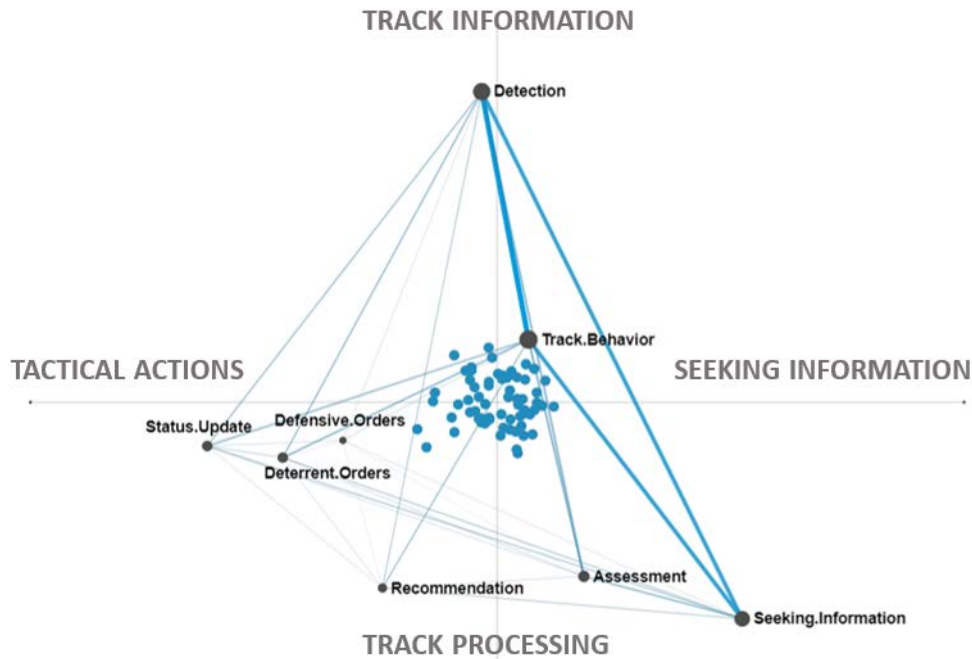 TRACK INFORMATION
Detection
Track.Behavior
TACTICAL ACTIONS
SEEKING INFORMATION
Status.Update
Defensive.Orders
Deterrent.Orders
Assessment
Recommendation
Seeking.Information
TRACK PROCESSING